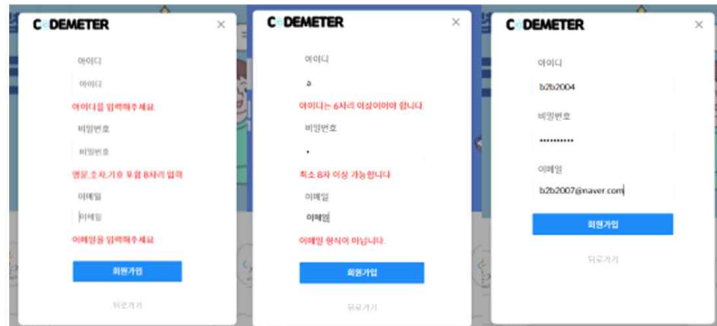 CODEMETER ×
아이디
아이디
아이디를 입력해주세요
비밀번호
비밀번호
영문,숫자,기호 포함 8자리 입력
이메일
이메일
이메일을 입력해주세요
회원가입
뒤로가기
CODEMETER ×
아이디
a
아이디는 6자리 이상이어야 합니다.
비밀번호
•
최소 8자 이상 가능합니다
이메일
이메일
이메일 형식이 아닙니다.
회원가입
뒤로가기
CODEMETER ×
아이디
b2b2004
비밀번호
••••••••••
이메일
b2b2007@naver.com
회원가입
뒤로가기